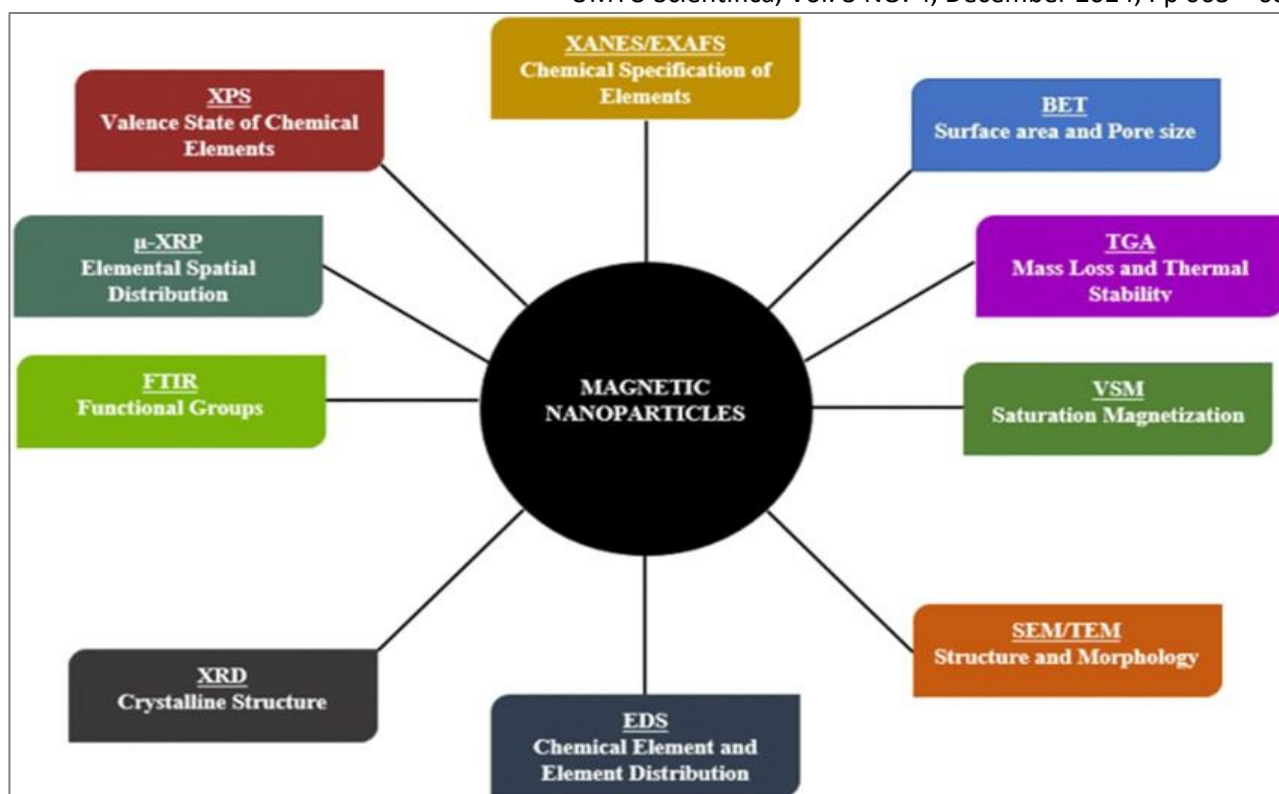 XANES/EXAFS
Chemical Specification of
Elements
XPS
Valence State of Chemical
Elements
BET
Surface area and Pore size
µ-XRP
Elemental Spatial
Distribution
TGA
Mass Loss and Thermal
Stability
FTIR
Functional Groups
MAGNETIC
NANOPARTICLES
VSM
Saturation Magnetization
XRD
Crystalline Structure
SEM/TEM
Structure and Morphology
EDS
Chemical Element and
Element Distribution